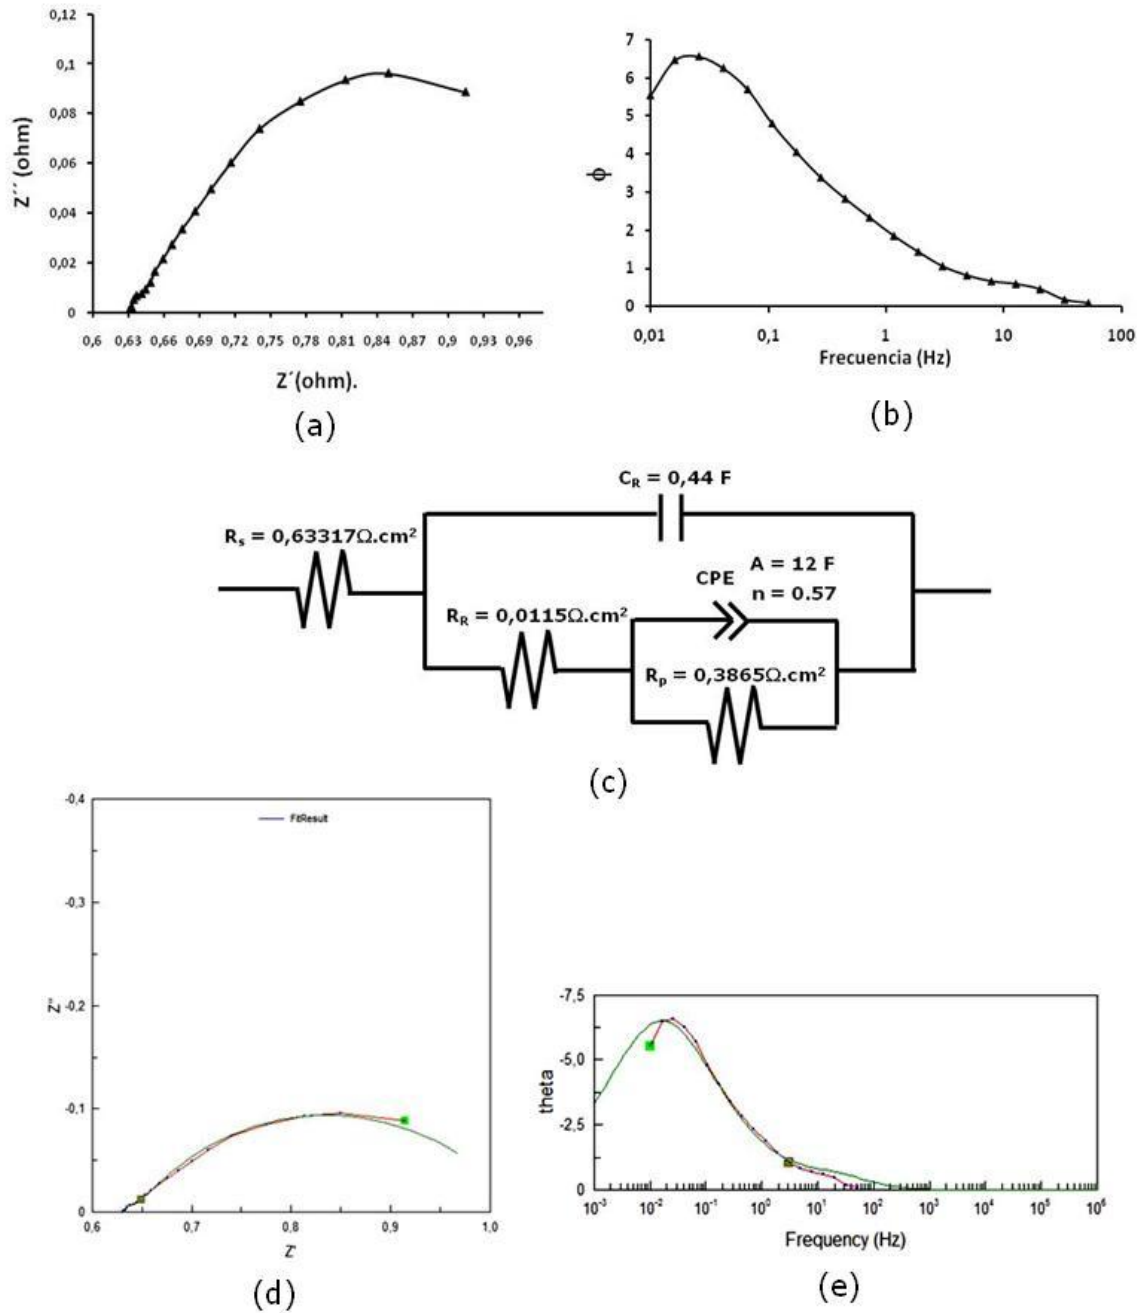 0,12
0,1
0,08
0,06
0,04
0,02
0
Z´´ (ohm)
0,6 0,63 0,66 0,69 0,72 0,75 0,78 0,81 0,84 0,87 0,9 0,93 0,96
Z´(ohm).
(a)
7
6
5
4
3
2
1
0
ϕ
0,01 0,1 1 10 100
Frecuencia (Hz)
(b)
C_R = 0,44 F
R_s = 0,63317Ω.cm²
CPE
A = 12 F
n = 0.57
R_R = 0,0115Ω.cm²
R_p = 0,3865Ω.cm²
(c)
-0,4
-0,3
-0,2
-0,1
0
Z''
FitResult
0,6 0,7 0,8 0,9 1,0
Z'
(d)
-7,5
-5,0
-2,5
0
theta
10⁻³ 10⁻² 10⁻¹ 10⁰ 10¹ 10² 10³ 10⁴ 10⁵ 10⁶
Frequency (Hz)
(e)